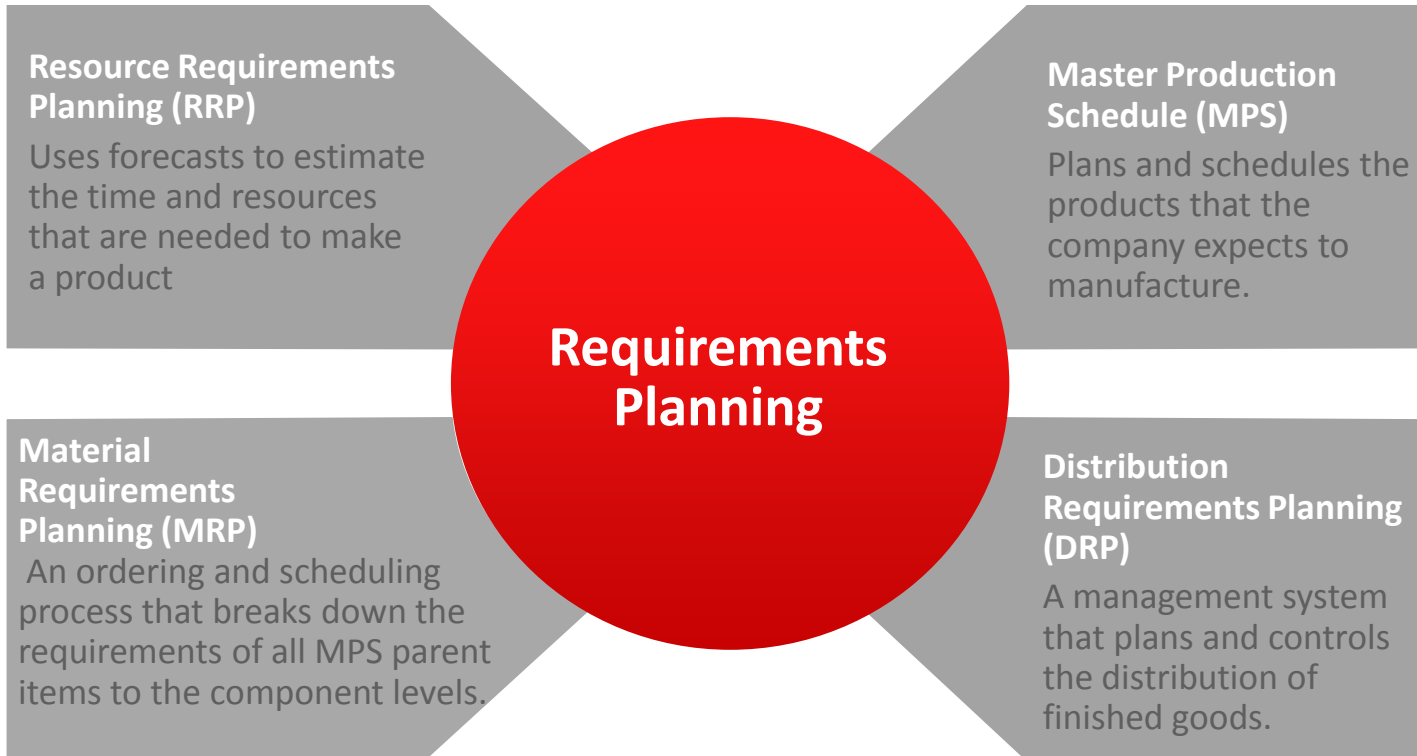 Resource Requirements
Planning (RRP)
Uses forecasts to estimate
the time and resources
that are needed to make
a product
Master Production
Schedule (MPS)
Plans and schedules the
products that the
company expects to
manufacture.
Requirements
Planning
Material
Requirements
Planning (MRP)
An ordering and scheduling
process that breaks down the
requirements of all MPS parent
items to the component levels.
Distribution
Requirements Planning
(DRP)
A management system
that plans and controls
the distribution of
finished goods.